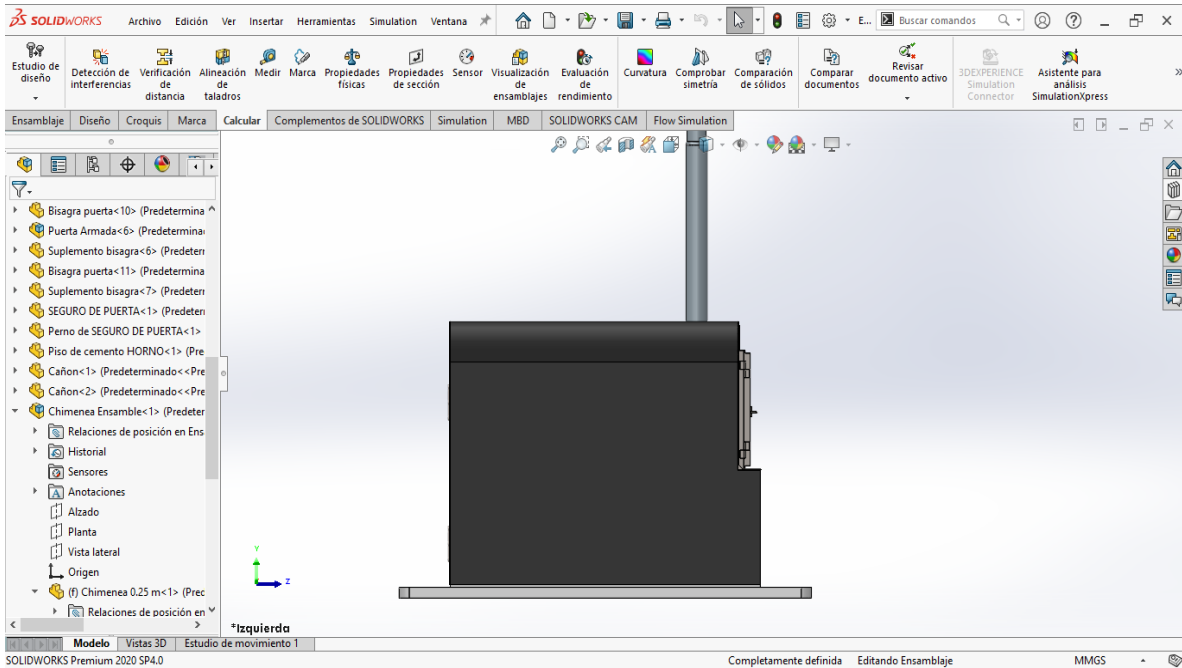 SOLIDWORKS
Archivo Edición Ver Insertar Herramientas Simulation Ventana
E...
Buscar comandos
Estudio de diseño
Detección de interferencias
Verificación de distancia
Alineación de taladros
Medir
Marca
Propiedades físicas
Propiedades de sección
Sensor
Visualización de ensamblajes
Evaluación de rendimiento
Curvatura
Comprobar simetría
Comparación de sólidos
Comparar documentos
Revisar documento activo
3DEXPERIENCE Simulation Connector
Asistente para análisis SimulationXpress
Ensamblaje Diseño Croquis Marca Calcular Complementos de SOLIDWORKS Simulation MBD SOLIDWORKS CAM Flow Simulation
Bisagra puerta<10> (Predetermina
Puerta Armada<6> (Predetermina
Suplemento bisagra<6> (Predeterr
Bisagra puerta<11> (Predetermina
Suplemento bisagra<7> (Predeterr
SEGURO DE PUERTA<1> (Predeterr
Perno de SEGURO DE PUERTA<1>
Piso de cemento HORNO<1> (Pre
Cañon<1> (Predeterminado<<Pre
Cañon<2> (Predeterminado<<Pre
Chimenea Ensamble<1> (Predeter
Relaciones de posición en Ens
Historial
Sensores
Anotaciones
Alzado
Planta
Vista lateral
Origen
(f) Chimenea 0.25 m<1> (Pred
Relaciones de posición en
Y
Z
*Izquierda
Modelo Vistas 3D Estudio de movimiento 1
SOLIDWORKS Premium 2020 SP4.0
Completamente definida Editando Ensamblaje MMGS